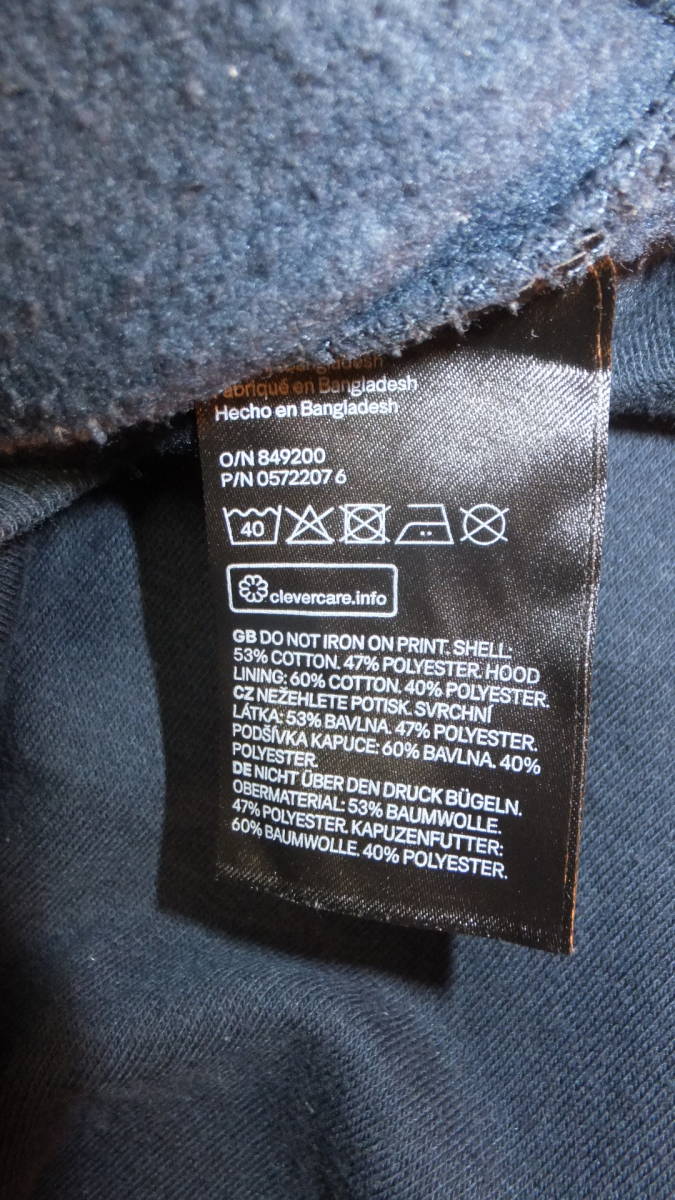 Bangladesh
Fabriqué en Bangladesh
Hecho en Bangladesh
O/N 849200
P/N 0572207 6
40
clevercare.info
GB DO NOT IRON ON PRINT. SHELL:
53% COTTON. 47% POLYESTER. HOOD
LINING: 60% COTTON. 40% POLYESTER.
CZ NEŽEHLETE POTISK. SVRCHNÍ
LÁTKA: 53% BAVLNA. 47% POLYESTER.
PODŠÍVKA KAPUCE: 60% BAVLNA. 40%
POLYESTER.
DE NICHT ÜBER DEN DRUCK BÜGELN.
OBERMATERIAL: 53% BAUMWOLLE.
47% POLYESTER. KAPUZENFUTTER:
60% BAUMWOLLE. 40% POLYESTER.